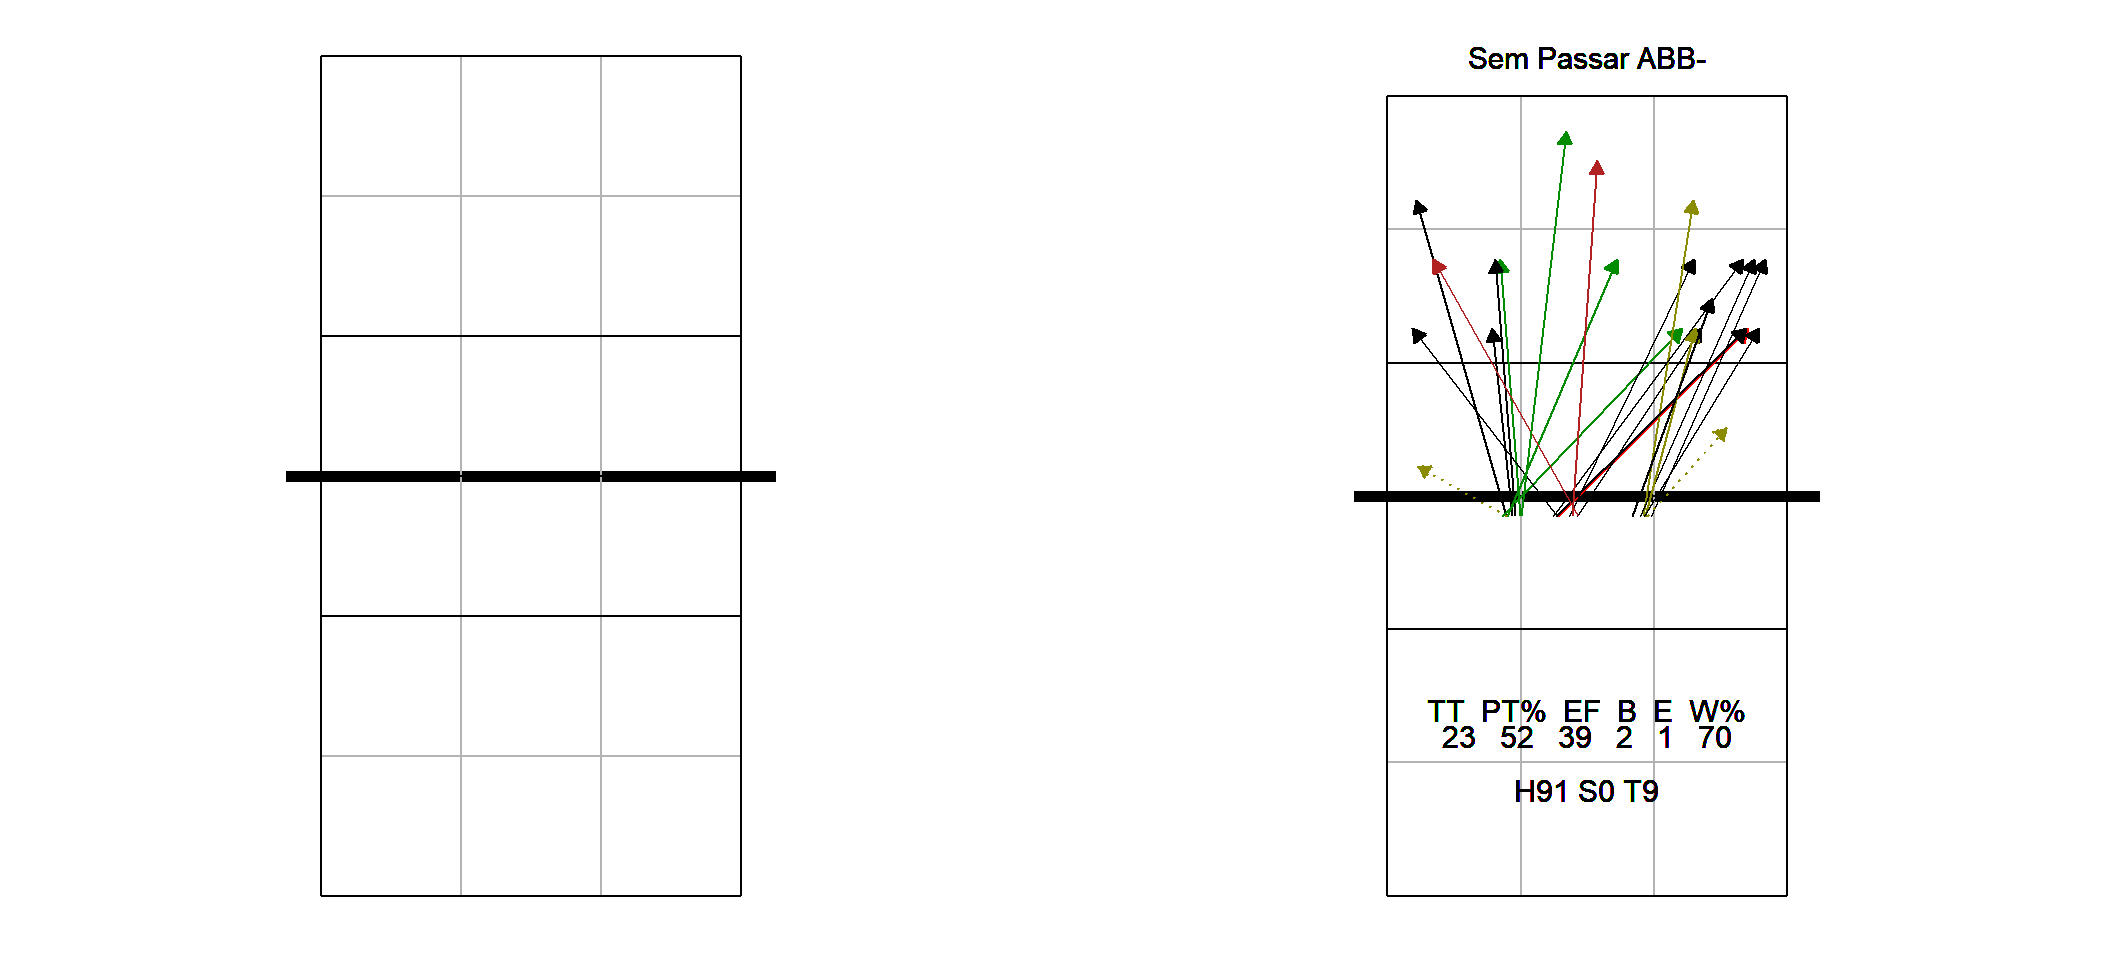 Sem Passar ABB-
TT PT% EF B E W%
23 52 39 2 1 70
H91 S0 T9